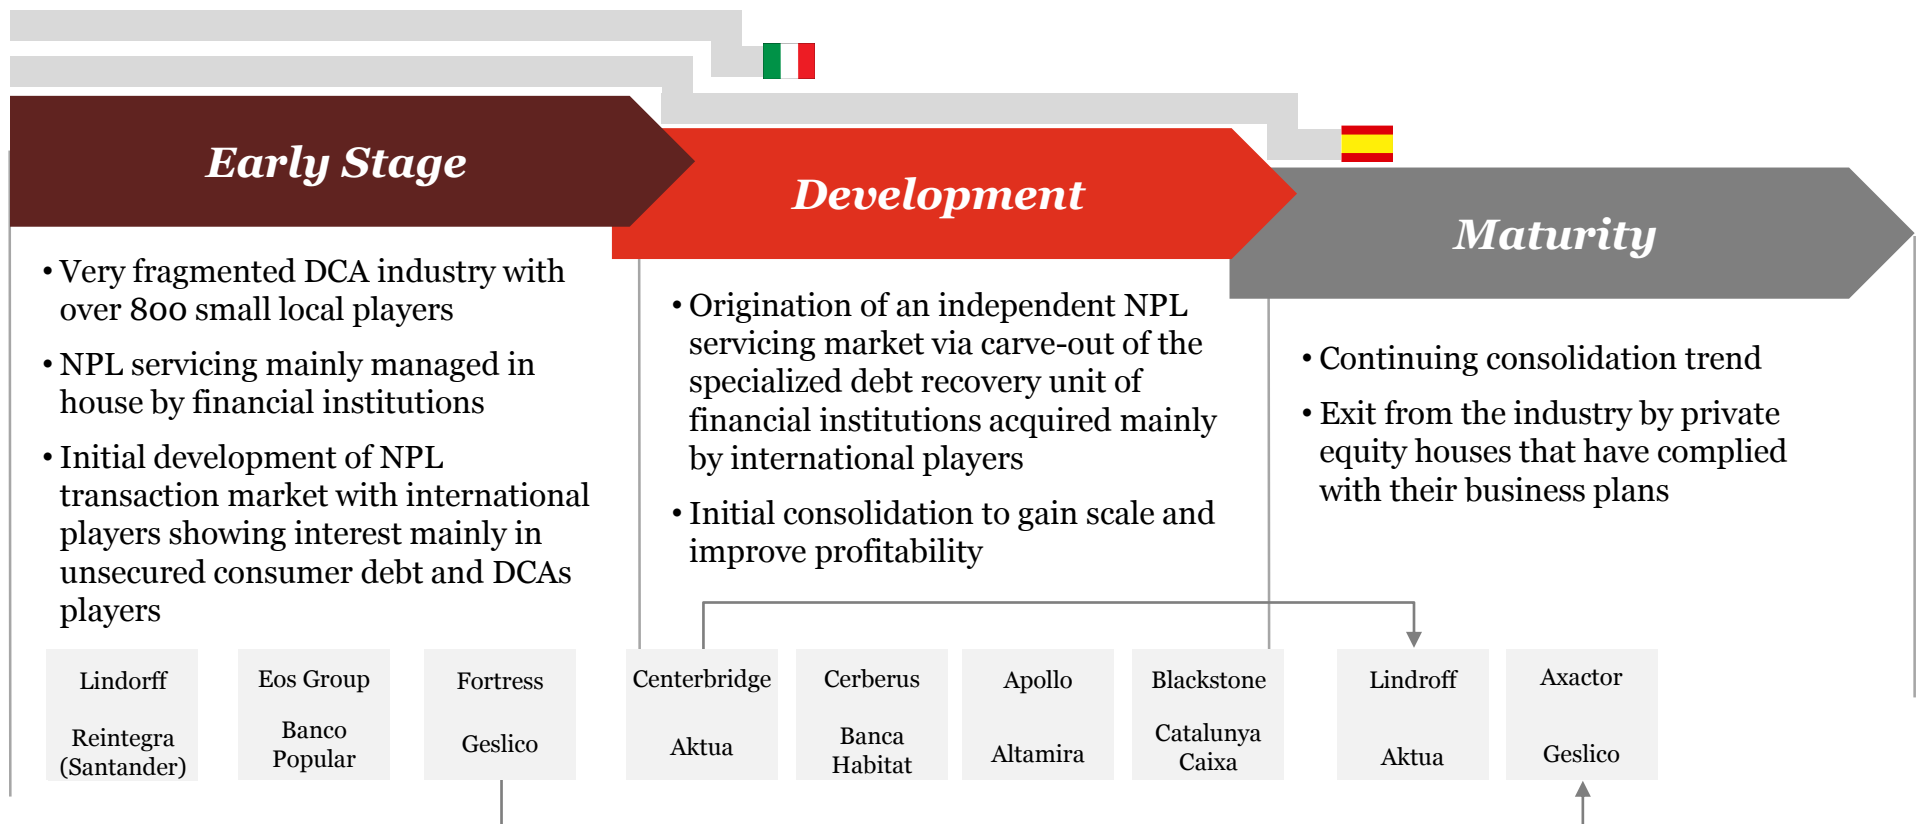 Early Stage
Development
Maturity
• Very fragmented DCA industry with
over 800 small local players
• NPL servicing mainly managed in
house by financial institutions
• Initial development of NPL
transaction market with international
players showing interest mainly in
unsecured consumer debt and DCAs
players
• Origination of an independent NPL
servicing market via carve-out of the
specialized debt recovery unit of
financial institutions acquired mainly
by international players
• Initial consolidation to gain scale and
improve profitability
• Continuing consolidation trend
• Exit from the industry by private
equity houses that have complied
with their business plans
Lindorff
Reintegra
(Santander)
Eos Group
Banco
Popular
Fortress
Geslico
Centerbridge
Aktua
Cerberus
Banca
Habitat
Apollo
Altamira
Blackstone
Catalunya
Caixa
Lindroff
Aktua
Axactor
Geslico